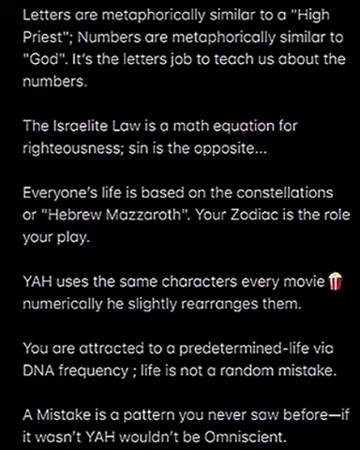 Letters are metaphorically similar to a "High
Priest"; Numbers are metaphorically similar to
"God". It's the letters job to teach us about the
numbers.
The Israelite Law is a math equation for
righteousness; sin is the opposite...
Everyone's life is based on the constellations
or "Hebrew Mazzaroth". Your Zodiac is the role
your play.
YAH uses the same characters every movie🍿
numerically he slightly rearranges them.
You are attracted to a predetermined-life via
DNA frequency ; life is not a random mistake.
A Mistake is a pattern you never saw before—if
it wasn't YAH wouldn't be Omniscient.